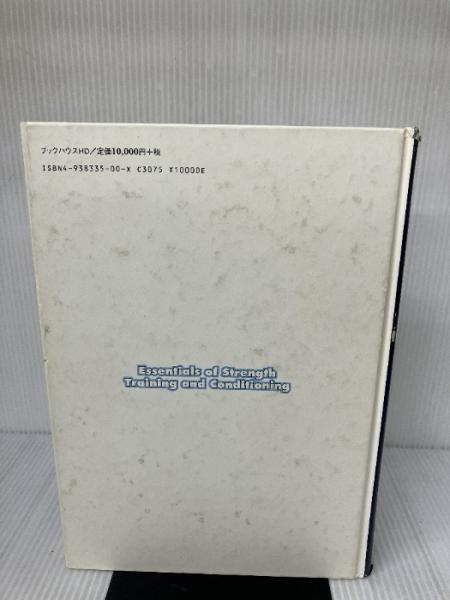 ブックハウスHD/定価10,000円+税
ISBN4-938335-00-X C3075 ¥10000E
Essentials of Strength
Training and Conditioning